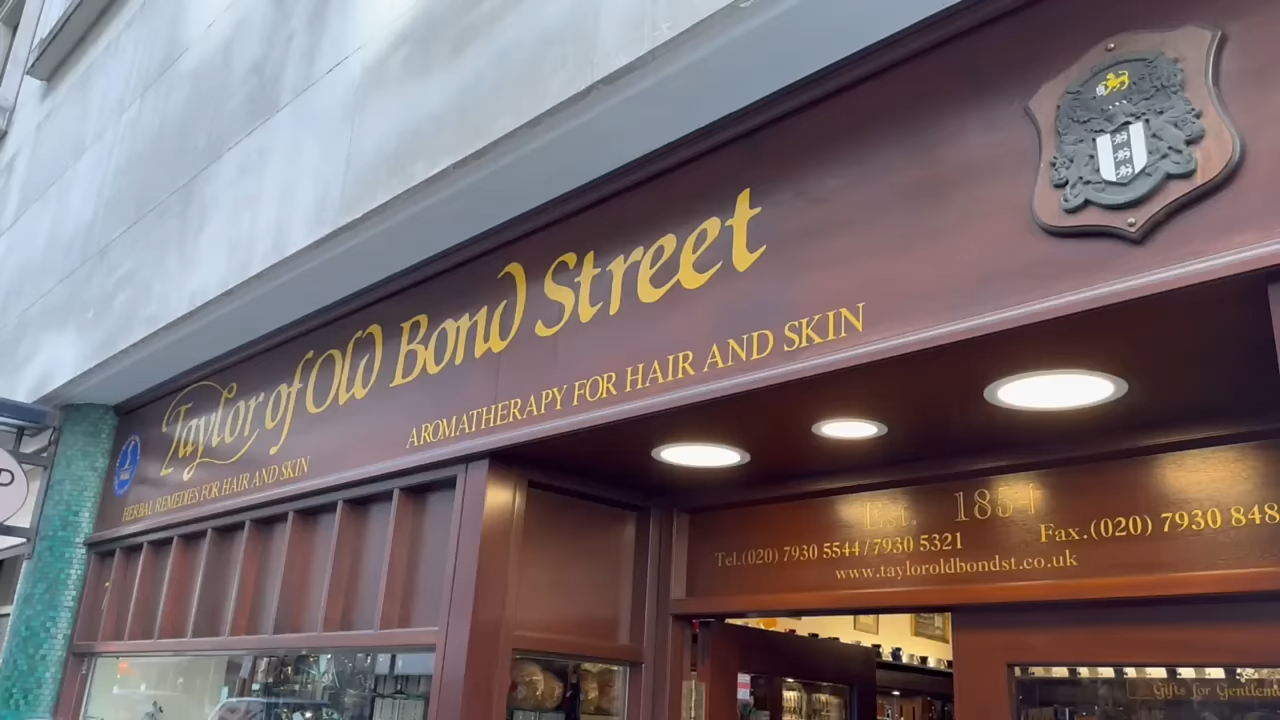 Taylor of Old Bond Street
HERBAL REMEDIES FOR HAIR AND SKIN
AROMATHERAPY FOR HAIR AND SKIN
Est. 1854
Tel.(020) 7930 5544/7930 5321
Fax.(020) 7930 848
www.tayloroldbondst.co.uk
Gifts for Gentlem
D